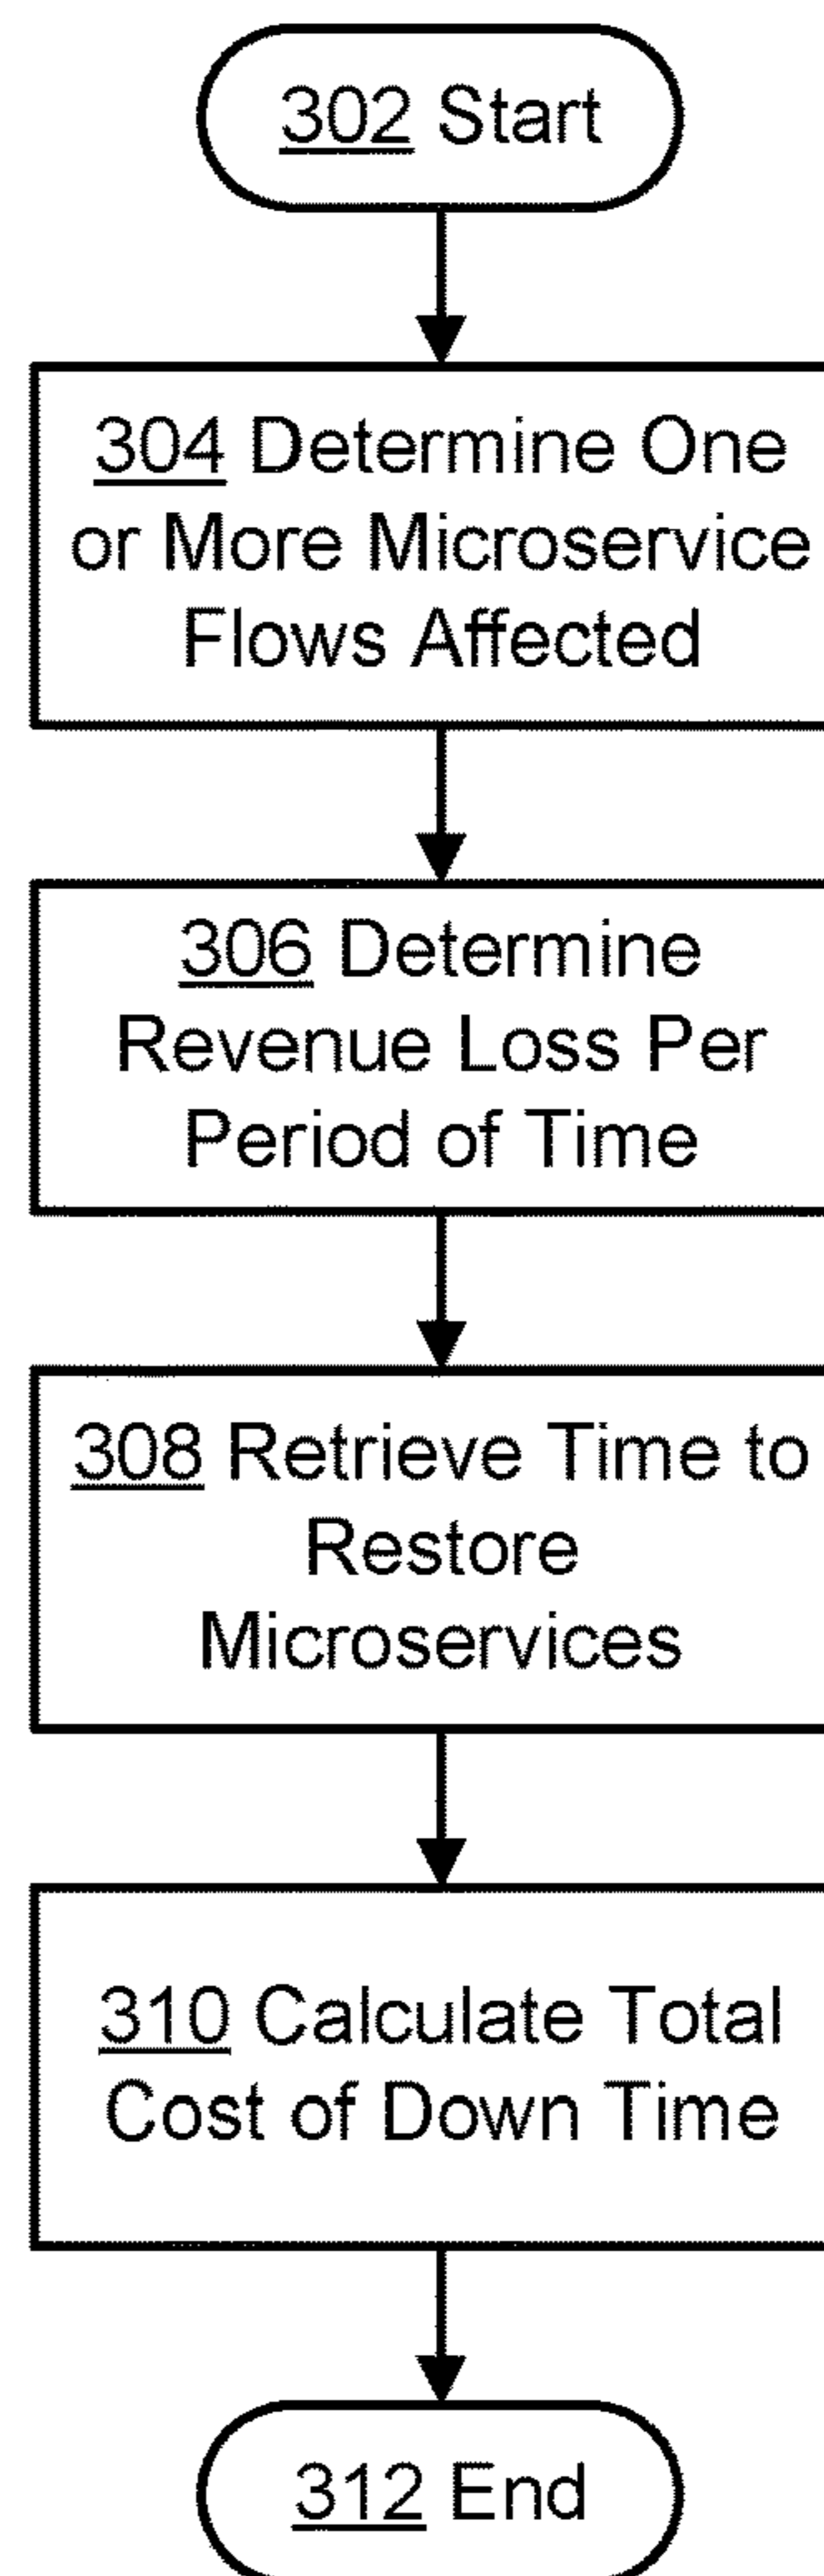 302 Start
304 Determine One
or More Microservice
Flows Affected
306 Determine
Revenue Loss Per
Period of Time
308 Retrieve Time to
Restore
Microservices
310 Calculate Total
Cost of Down Time
312 End